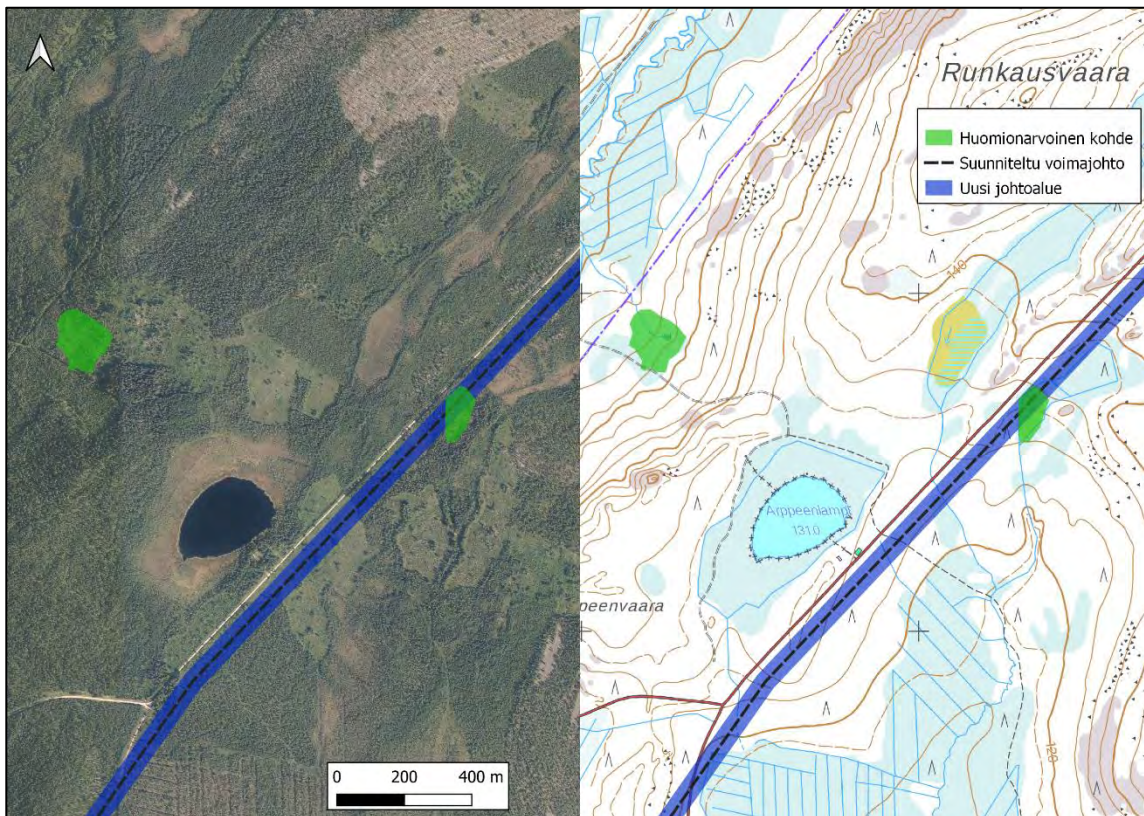 Runkausvaara
Huomionarvoinen kohde
Suunniteltu voimajohto
Uusi johtoalue
140
Arppeenlampi
131.0
peenvaara
120
0 200 400 m